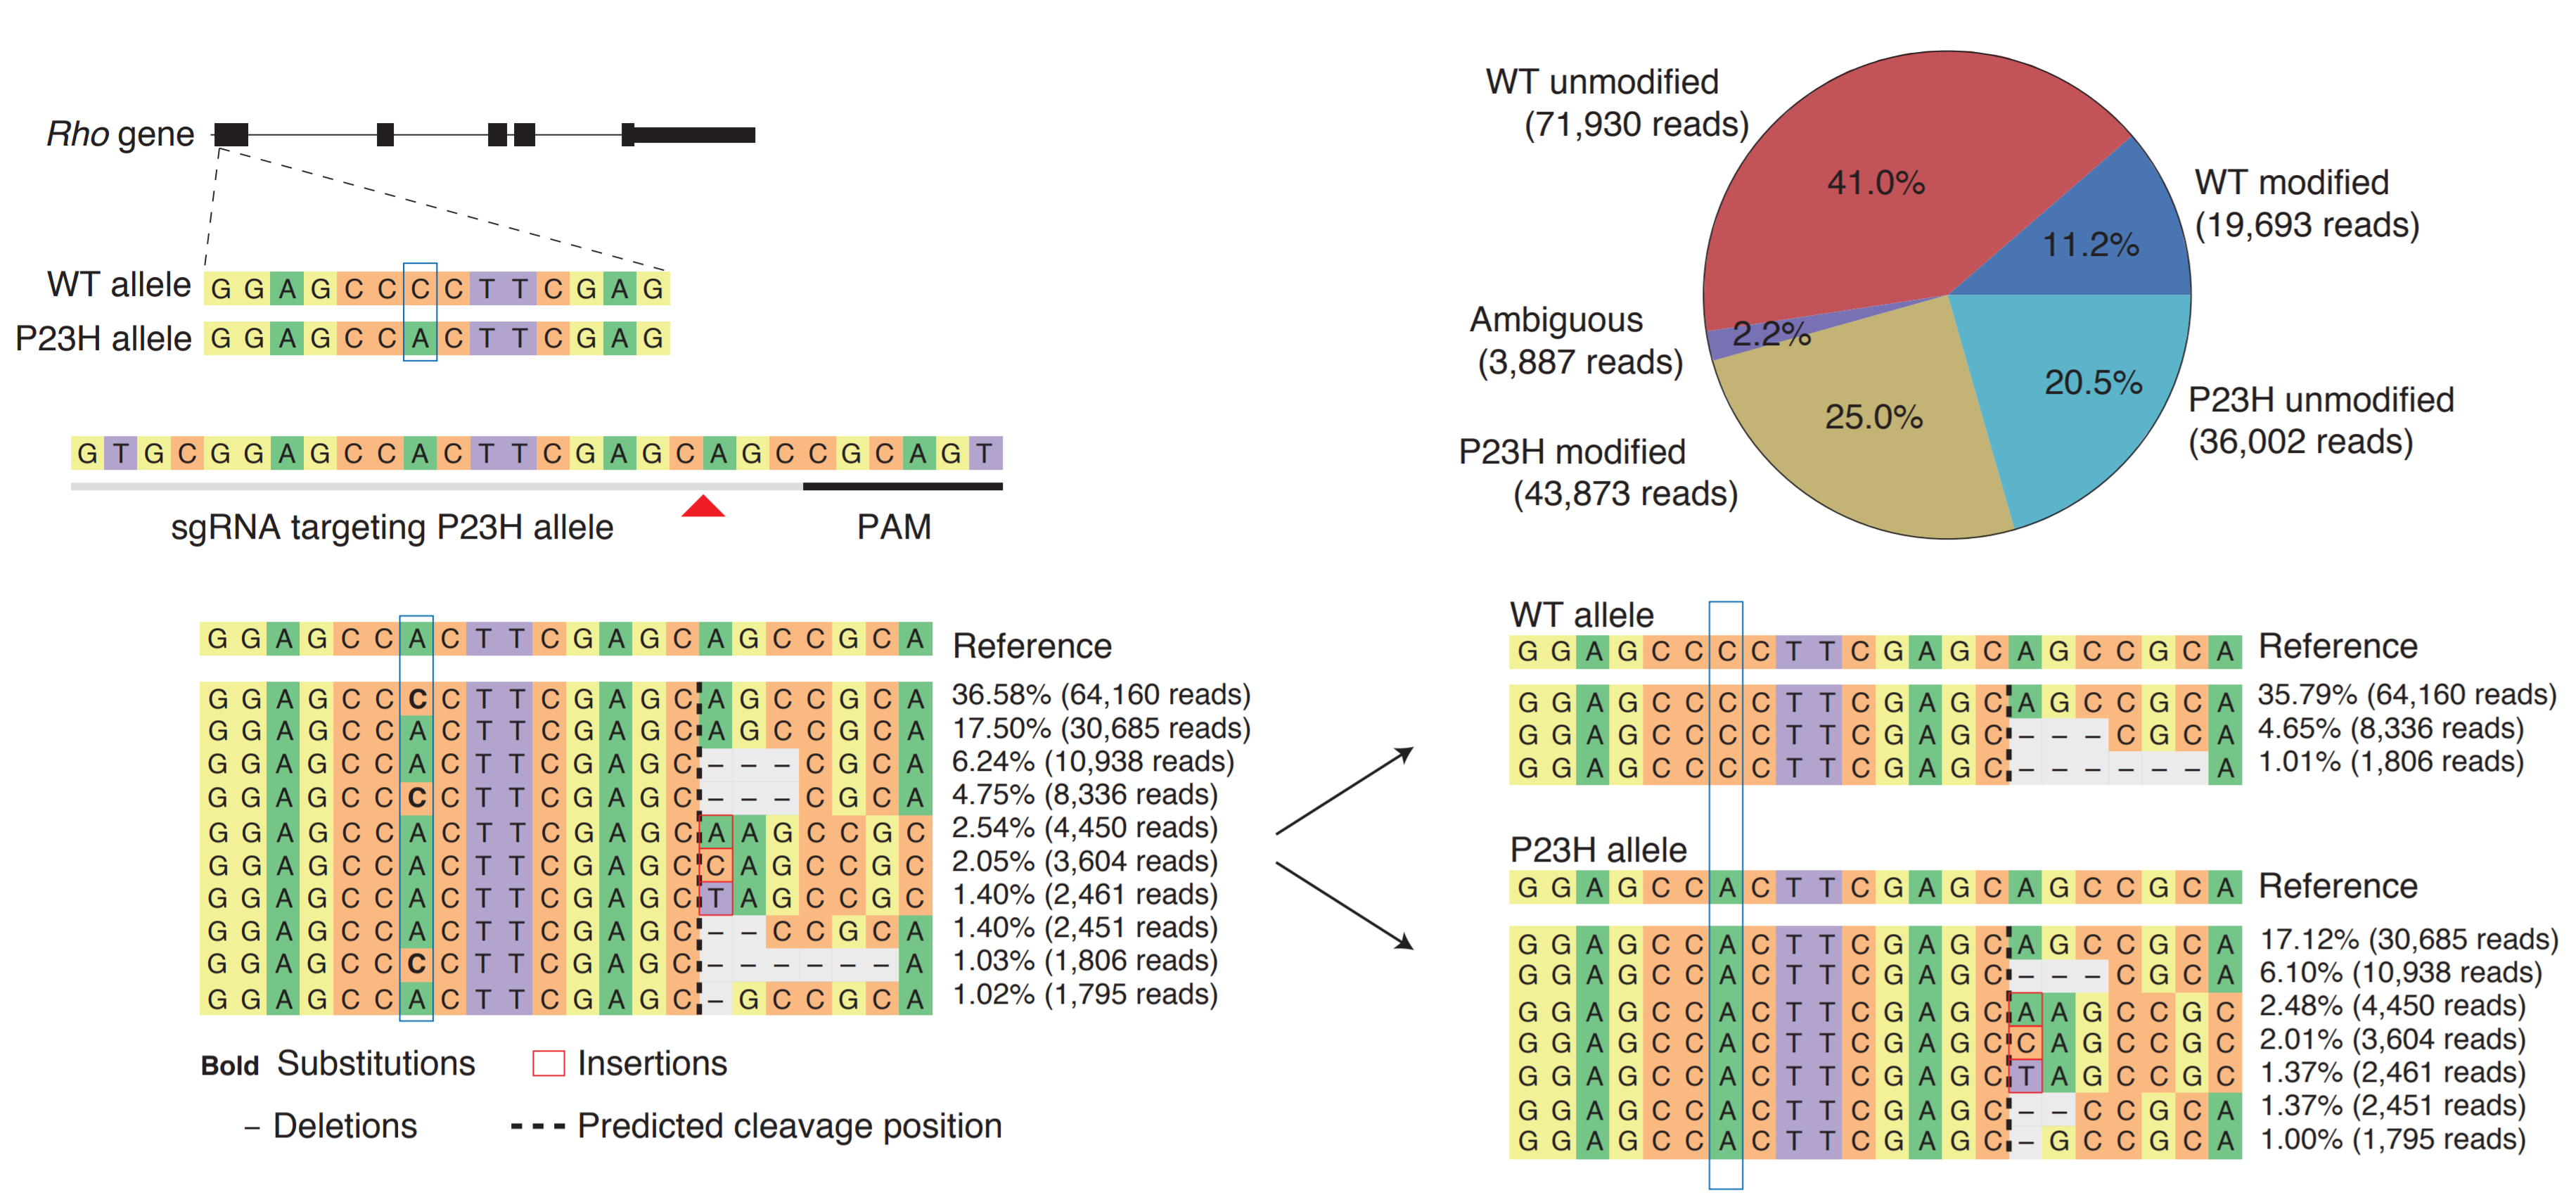 Rho gene
WT allele
G G A G C C C C T T C G A G
P23H allele
G G A G C C A C T T C G A G
G T G C G G A G C C A C T T C G A G C A G C C G C A G T
sgRNA targeting P23H allele
PAM
G G A G C C A C T T C G A G C A G C C G C A
Reference
G G A G C C C C T T C G A G C A G C C G C A
36.58% (64,160 reads)
G G A G C C A C T T C G A G C A G C C G C A
17.50% (30,685 reads)
G G A G C C A C T T C G A G C – – – C G C A
6.24% (10,938 reads)
G G A G C C C C T T C G A G C – – – C G C A
4.75% (8,336 reads)
G G A G C C A C T T C G A G C A A G C C G C
2.54% (4,450 reads)
G G A G C C A C T T C G A G C C A G C C G C
2.05% (3,604 reads)
G G A G C C A C T T C G A G C T A G C C G C
1.40% (2,461 reads)
G G A G C C A C T T C G A G C – – C C G C A
1.40% (2,451 reads)
G G A G C C C C T T C G A G C – – – – – – A
1.03% (1,806 reads)
G G A G C C A C T T C G A G C – G C C G C A
1.02% (1,795 reads)
Bold Substitutions
Insertions
– Deletions
Predicted cleavage position
WT unmodified
(71,930 reads)
41.0%
WT modified
(19,693 reads)
11.2%
Ambiguous
(3,887 reads)
2.2%
P23H modified
(43,873 reads)
25.0%
20.5%
P23H unmodified
(36,002 reads)
WT allele
G G A G C C C C T T C G A G C A G C C G C A
Reference
G G A G C C C C T T C G A G C A G C C G C A
35.79% (64,160 reads)
G G A G C C C C T T C G A G C – – – C G C A
4.65% (8,336 reads)
G G A G C C C C T T C G A G C – – – – – – A
1.01% (1,806 reads)
P23H allele
G G A G C C A C T T C G A G C A G C C G C A
Reference
G G A G C C A C T T C G A G C A G C C G C A
17.12% (30,685 reads)
G G A G C C A C T T C G A G C – – – C G C A
6.10% (10,938 reads)
G G A G C C A C T T C G A G C A A G C C G C
2.48% (4,450 reads)
G G A G C C A C T T C G A G C C A G C C G C
2.01% (3,604 reads)
G G A G C C A C T T C G A G C T A G C C G C
1.37% (2,461 reads)
G G A G C C A C T T C G A G C – – C C G C A
1.37% (2,451 reads)
G G A G C C A C T T C G A G C – G C C G C A
1.00% (1,795 reads)